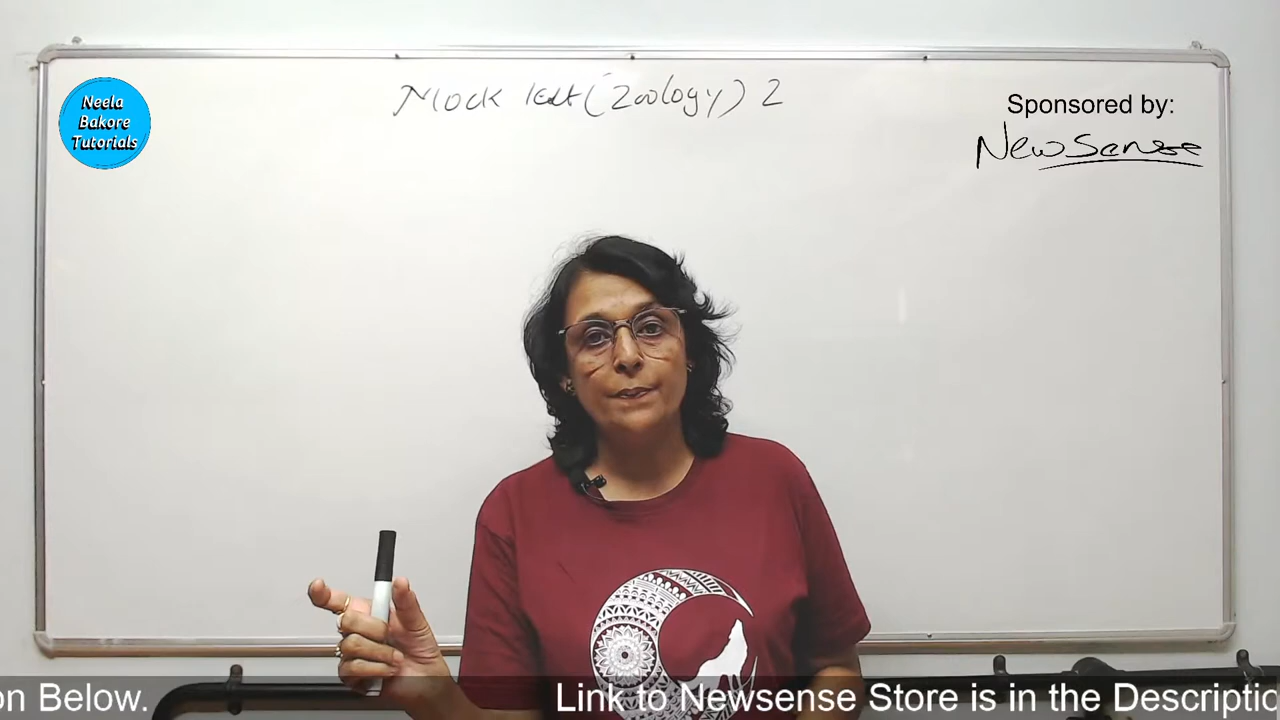 Mock test (Zoology) 2
Neela
Bakore
Tutorials
Sponsored by:
NewSense
on Below.
Link to Newsense Store is in the Descriptio